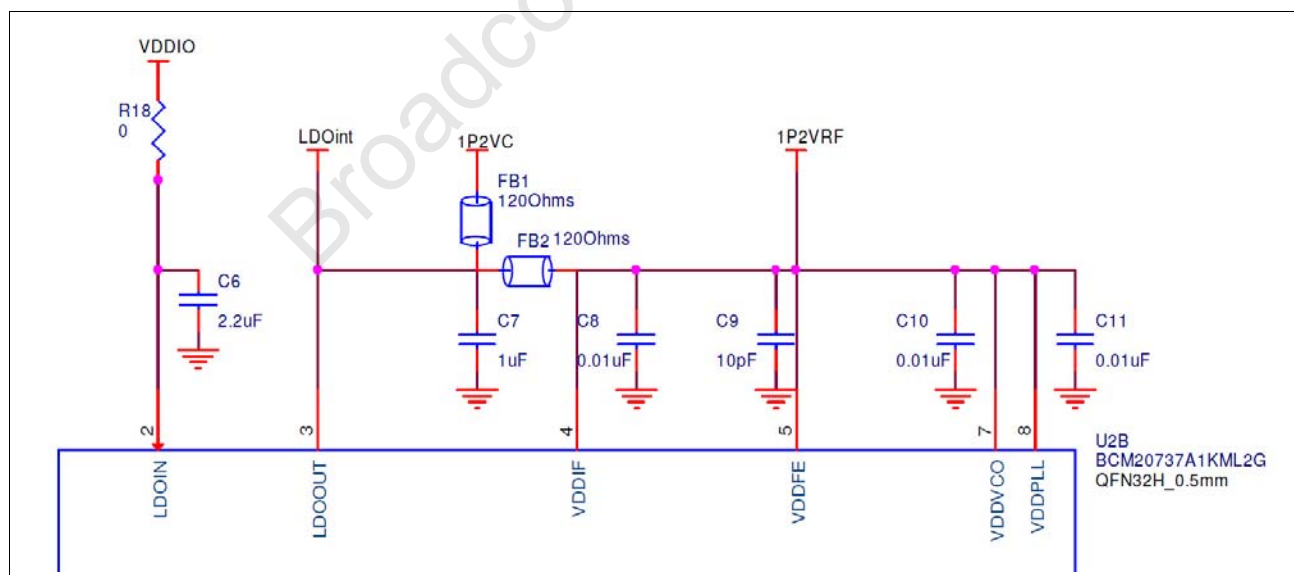 Broadco
VDDIO
R18
0
LDOint
1P2VC
1P2VRF
FB1
120Ohms
FB2 120Ohms
C6
2.2uF
C7
1uF
C8
0.01uF
C9
10pF
C10
0.01uF
C11
0.01uF
2
3
4
5
7
8
LDOIN
LDOOUT
VDDIF
VDDFE
VDDVCO
VDDPLL
U2B
BCM20737A1KML2G
QFN32H_0.5mm